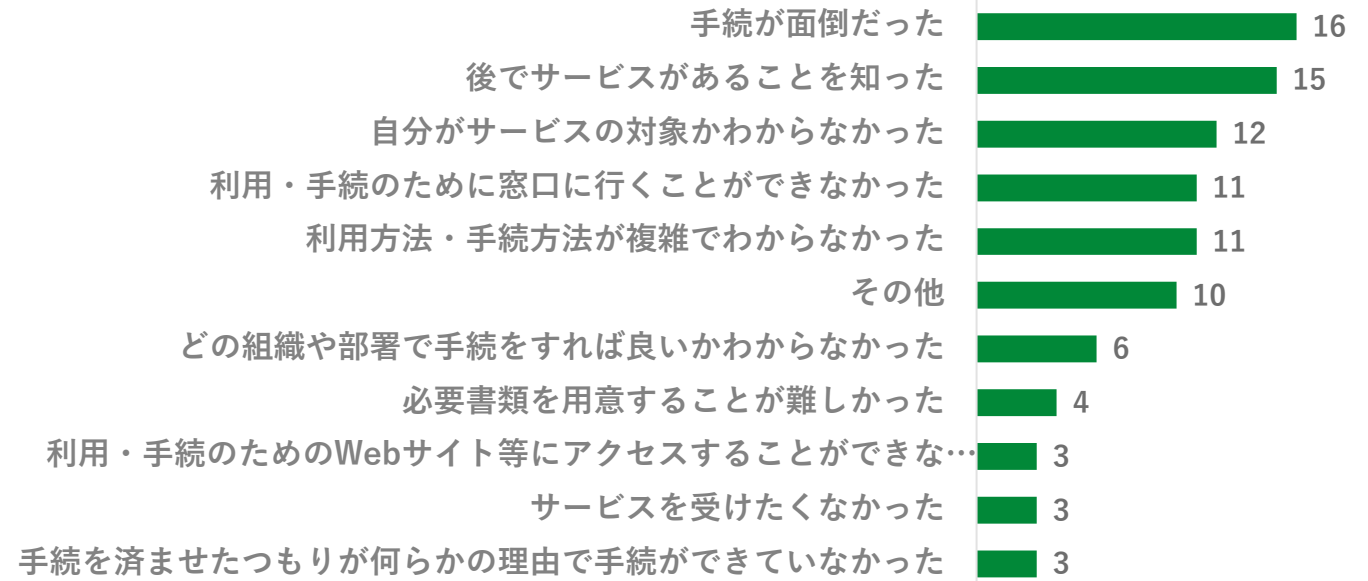 手続が面倒だった 16
後でサービスがあることを知った 15
自分がサービスの対象かわからなかった 12
利用・手続のために窓口に行くことができなかった 11
利用方法・手続方法が複雑でわからなかった 11
その他 10
どの組織や部署で手続をすれば良いかわからなかった 6
必要書類を用意することが難しかった 4
利用・手続のためのWebサイト等にアクセスすることができな… 3
サービスを受けたくなかった 3
手続を済ませたつもりが何らかの理由で手続ができていなかった 3